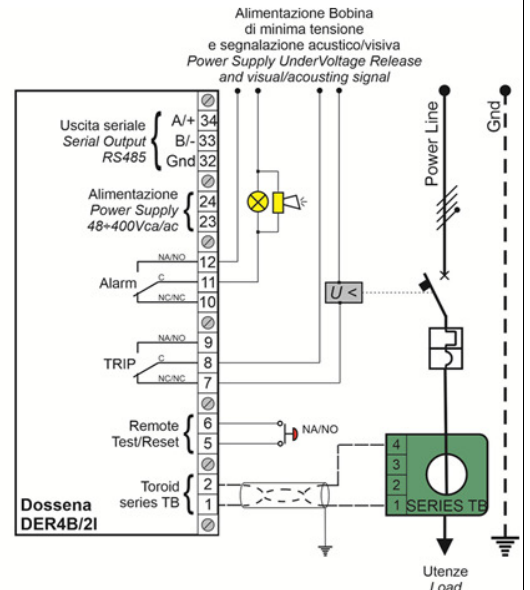 Alimentazione Bobina
di minima tensione
e segnalazione acustico/visiva
Power Supply UnderVoltage Release
and visual/acousting signal
Uscita seriale
Serial Output
RS485
A/+ 34
B/- 33
Gnd 32
Alimentazione
Power Supply
48÷400Vca/ac
24
23
Alarm
NA/NO 12
C 11
NC/NC 10
TRIP
NA/NO 9
C 8
NC/NC 7
Remote
Test/Reset
6
5
NA/NO
Toroid
series TB
2
1
Dossena
DER4B/2I
U <
Power Line
Gnd
4
3
2
1
SERIES TB
Utenze
Load